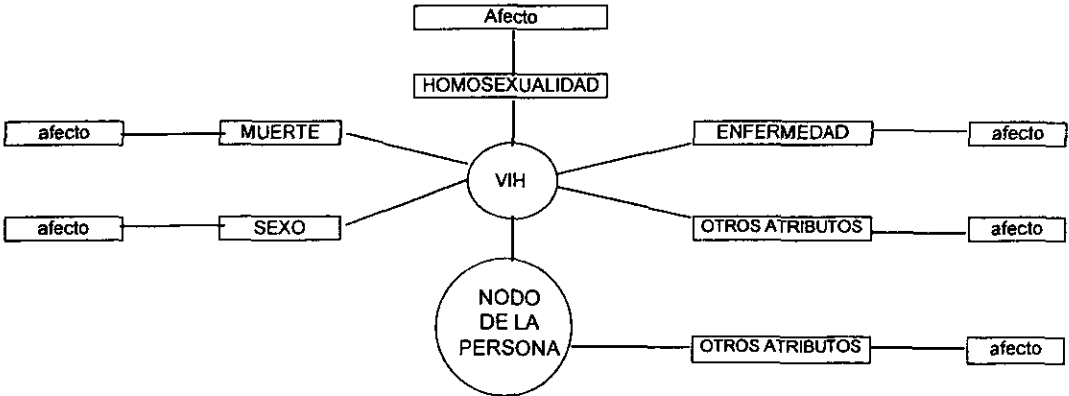 Afecto
HOMOSEXUALIDAD
afecto
MUERTE
ENFERMEDAD
afecto
VIH
afecto
SEXO
OTROS ATRIBUTOS
afecto
NODO
DE LA
PERSONA
OTROS ATRIBUTOS
afecto